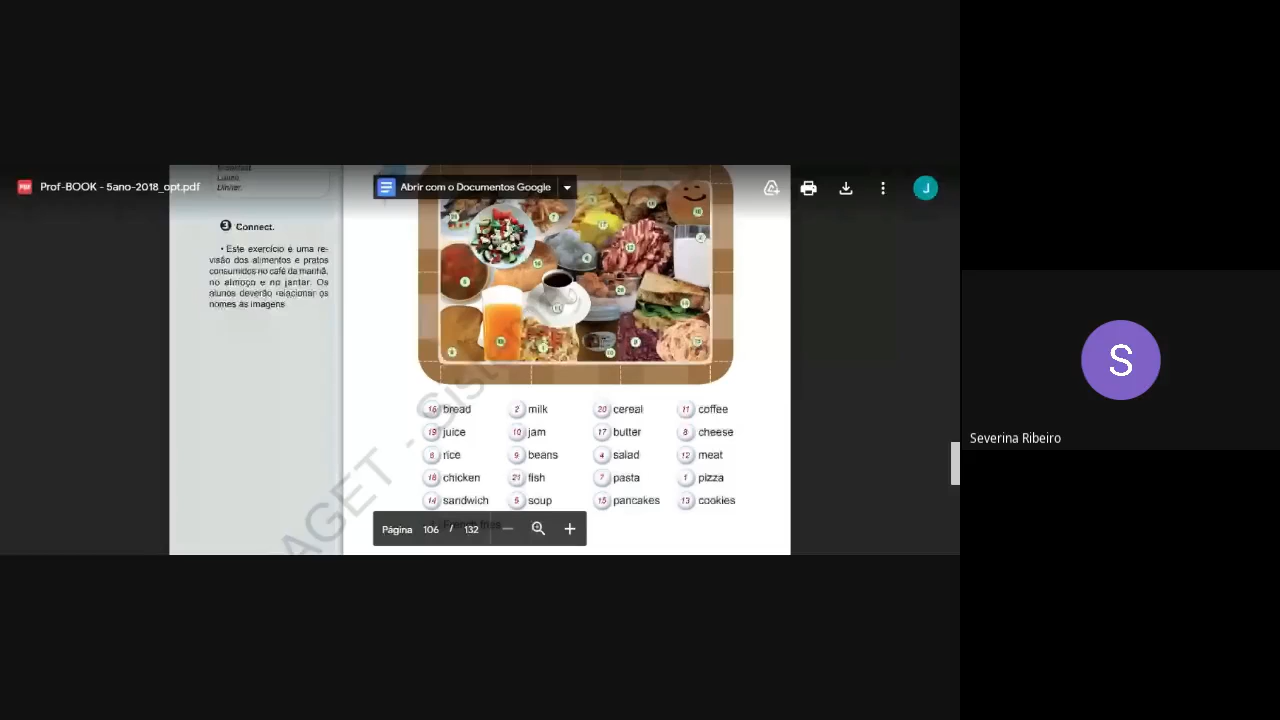 Lunch.
Dinner.
Prof-BOOK - 5ano-2018_opt.pdf
Abrir com o Documentos Google
J
3 Connect.
• Este exercício é uma re-
visão dos alimentos e pratos
consumidos no café da manhã,
no almoço e no jantar. Os
alunos deverão relacionar os
nomes às imagens
16 bread 2 milk 20 cereal 11 coffee
19 juice 10 jam 17 butter 8 cheese
6 rice 9 beans 4 salad 12 meat
18 chicken 21 fish 7 pasta 1 pizza
14 sandwich 5 soup 15 pancakes 13 cookies
French fries
Página 106 / 132
AGET - Sist
S
Severina Ribeiro